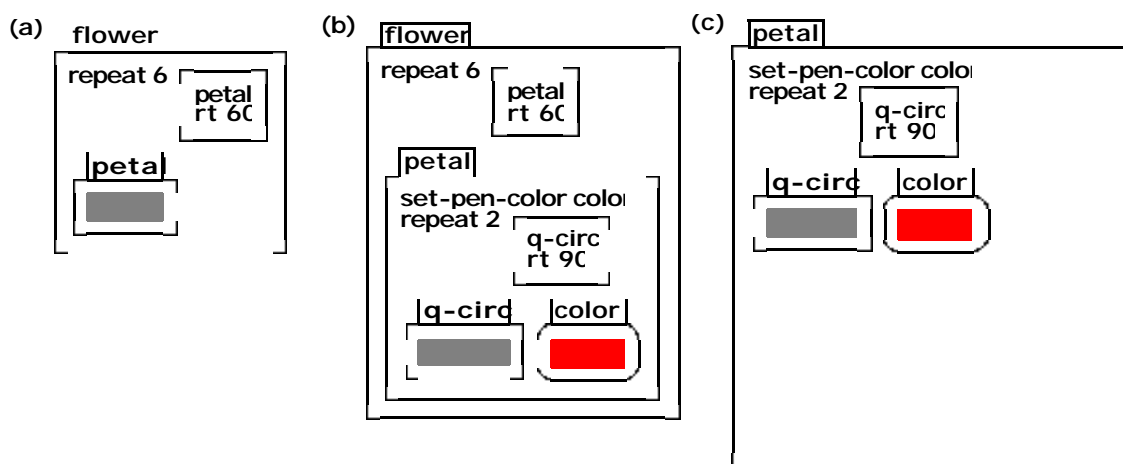 (a)
flower
repeat 6
petal
rt 60
petal
(b)
flower
repeat 6
petal
rt 60
petal
set-pen-color color
repeat 2
q-circ
rt 90
q-circ
color
(c)
petal
set-pen-color color
repeat 2
q-circ
rt 90
q-circ
color